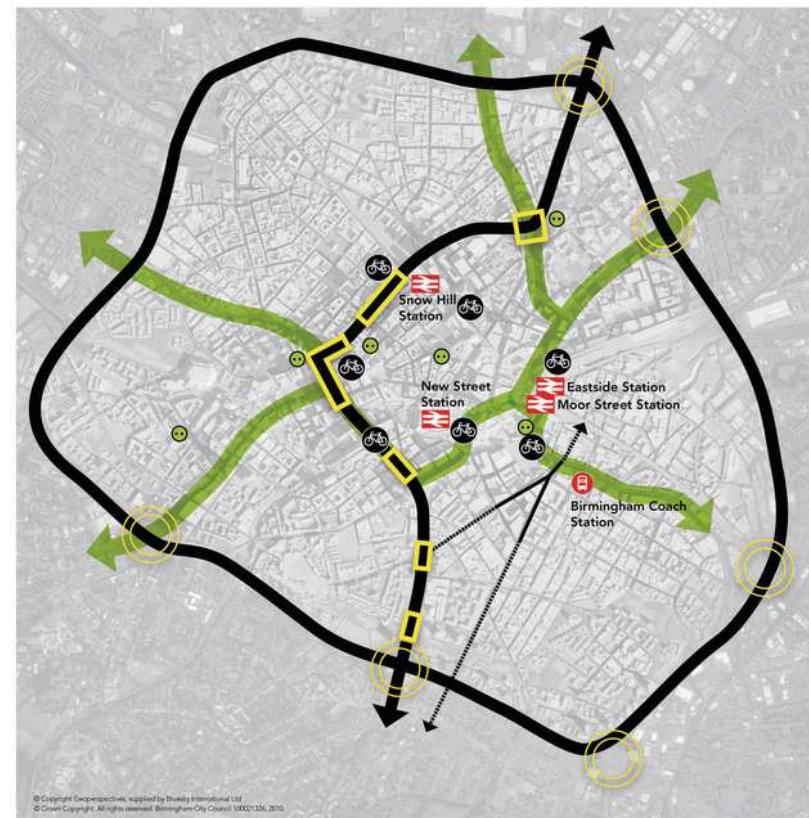 Snow Hill
Station
New Street
Station
Eastside Station
Moor Street Station
Birmingham Coach
Station
© Copyright Geoperspectives, supplied by Bluesky International Ltd
© Crown Copyright. All rights reserved. Birmingham City Council 100021326, 2010